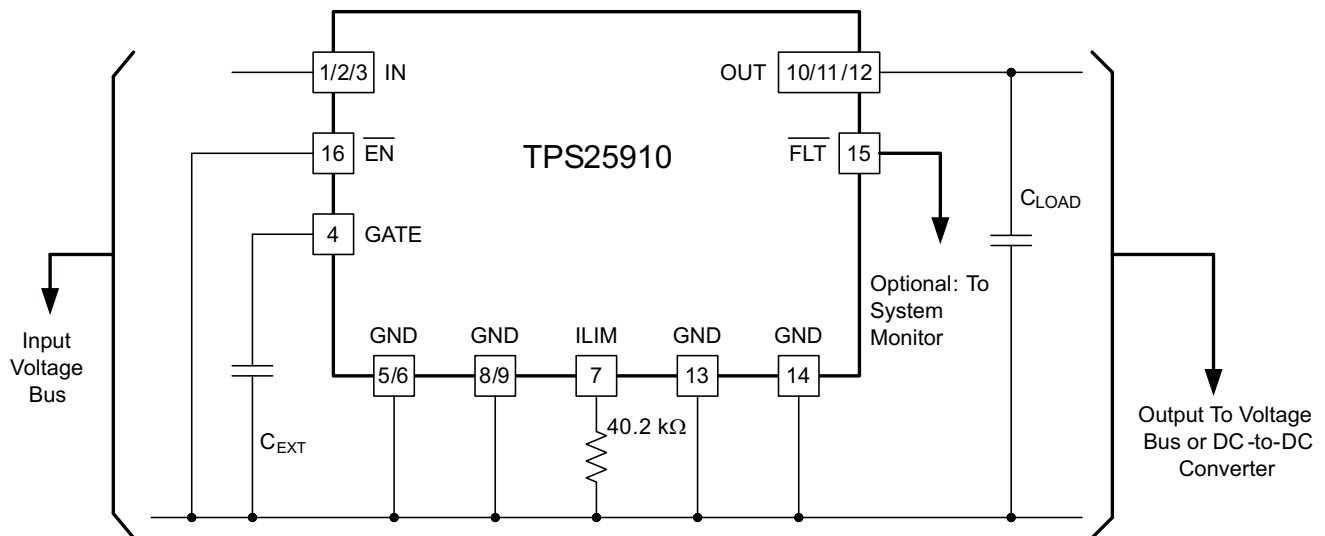 1/2/3 IN
OUT 10/11/12
16 EN
TPS25910
FLT 15
4 GATE
C_LOAD
Optional: To
System
Monitor
Input
Voltage
Bus
GND
GND
ILIM
GND
GND
5/6
8/9
7
13
14
C_EXT
40.2 kΩ
Output To Voltage
Bus or DC-to-DC
Converter